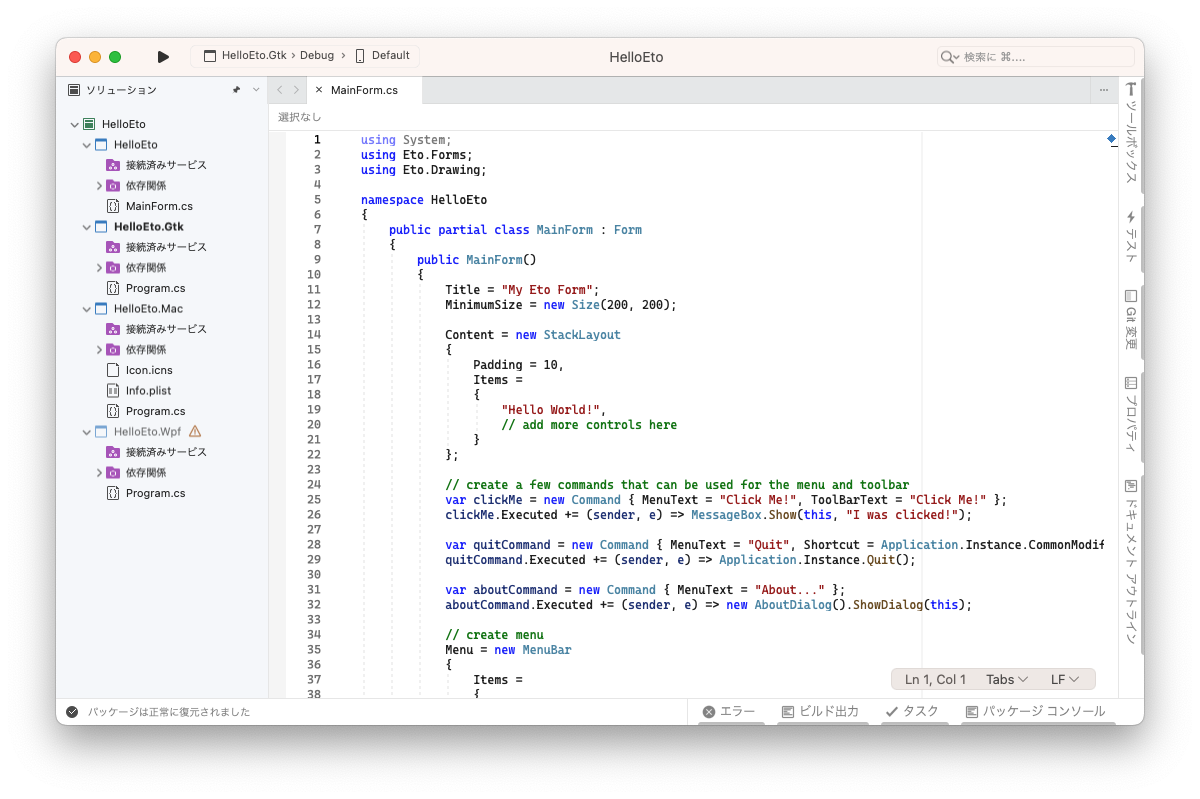 HelloEto.Gtk › Debug › Default
HelloEto
検索に ⌘....
ソリューション
HelloEto
HelloEto
接続済みサービス
依存関係
MainForm.cs
HelloEto.Gtk
接続済みサービス
依存関係
Program.cs
HelloEto.Mac
接続済みサービス
依存関係
Icon.icns
Info.plist
Program.cs
HelloEto.Wpf
接続済みサービス
依存関係
Program.cs
MainForm.cs
選択なし
1 using System;
2 using Eto.Forms;
3 using Eto.Drawing;
4
5 namespace HelloEto
6 {
7 public partial class MainForm : Form
8 {
9 public MainForm()
10 {
11 Title = "My Eto Form";
12 MinimumSize = new Size(200, 200);
13
14 Content = new StackLayout
15 {
16 Padding = 10,
17 Items =
18 {
19 "Hello World!",
20 // add more controls here
21 }
22 };
23
24 // create a few commands that can be used for the menu and toolbar
25 var clickMe = new Command { MenuText = "Click Me!", ToolBarText = "Click Me!" };
26 clickMe.Executed += (sender, e) => MessageBox.Show(this, "I was clicked!");
27
28 var quitCommand = new Command { MenuText = "Quit", Shortcut = Application.Instance.CommonModif
29 quitCommand.Executed += (sender, e) => Application.Instance.Quit();
30
31 var aboutCommand = new Command { MenuText = "About..." };
32 aboutCommand.Executed += (sender, e) => new AboutDialog().ShowDialog(this);
33
34 // create menu
35 Menu = new MenuBar
36 {
37 Items =
38 {
Ln 1, Col 1 Tabs LF
ツールボックス
テスト
Git 変更
プロパティ
ドキュメント アウトライン
パッケージは正常に復元されました
エラー
ビルド出力
タスク
パッケージ コンソール